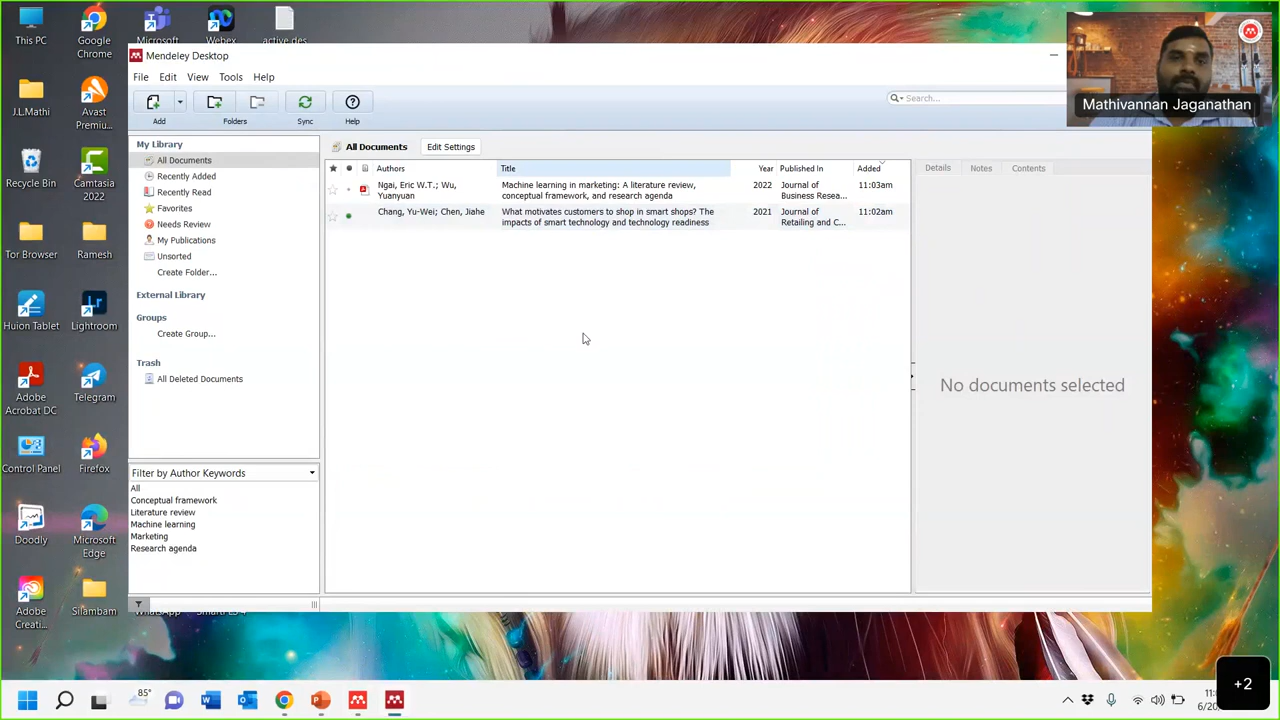 This PC
Google
Chrome
Microsoft
Webex
active des
Mendeley Desktop
File Edit View Tools Help
Add
Folders
Sync
Help
Search...
Mathivannan Jaganathan
J.L.Mathi
Avast
Premiu...
Recycle Bin
Camtasia
2022
Tor Browser
Ramesh
Huion Tablet
Lightroom
Adobe
Acrobat DC
Telegram
Control Panel
Firefox
Doodly
Microsoft
Edge
Adobe
Creati...
Silambam
My Library
All Documents
Recently Added
Recently Read
Favorites
Needs Review
My Publications
Unsorted
Create Folder...
External Library
Groups
Create Group...
Trash
All Deleted Documents
Filter by Author Keywords
All
Conceptual framework
Literature review
Machine learning
Marketing
Research agenda
All Documents
Edit Settings
Authors Title Year Published In Added
Ngai, Eric W.T.; Wu,
Yuanyuan
Machine learning in marketing: A literature review,
conceptual framework, and research agenda
2022
Journal of
Business Resea...
11:03am
Chang, Yu-Wei; Chen, Jiahe
What motivates customers to shop in smart shops? The
impacts of smart technology and technology readiness
2021
Journal of
Retailing and C...
11:02am
Details Notes Contents
No documents selected
85°
+2